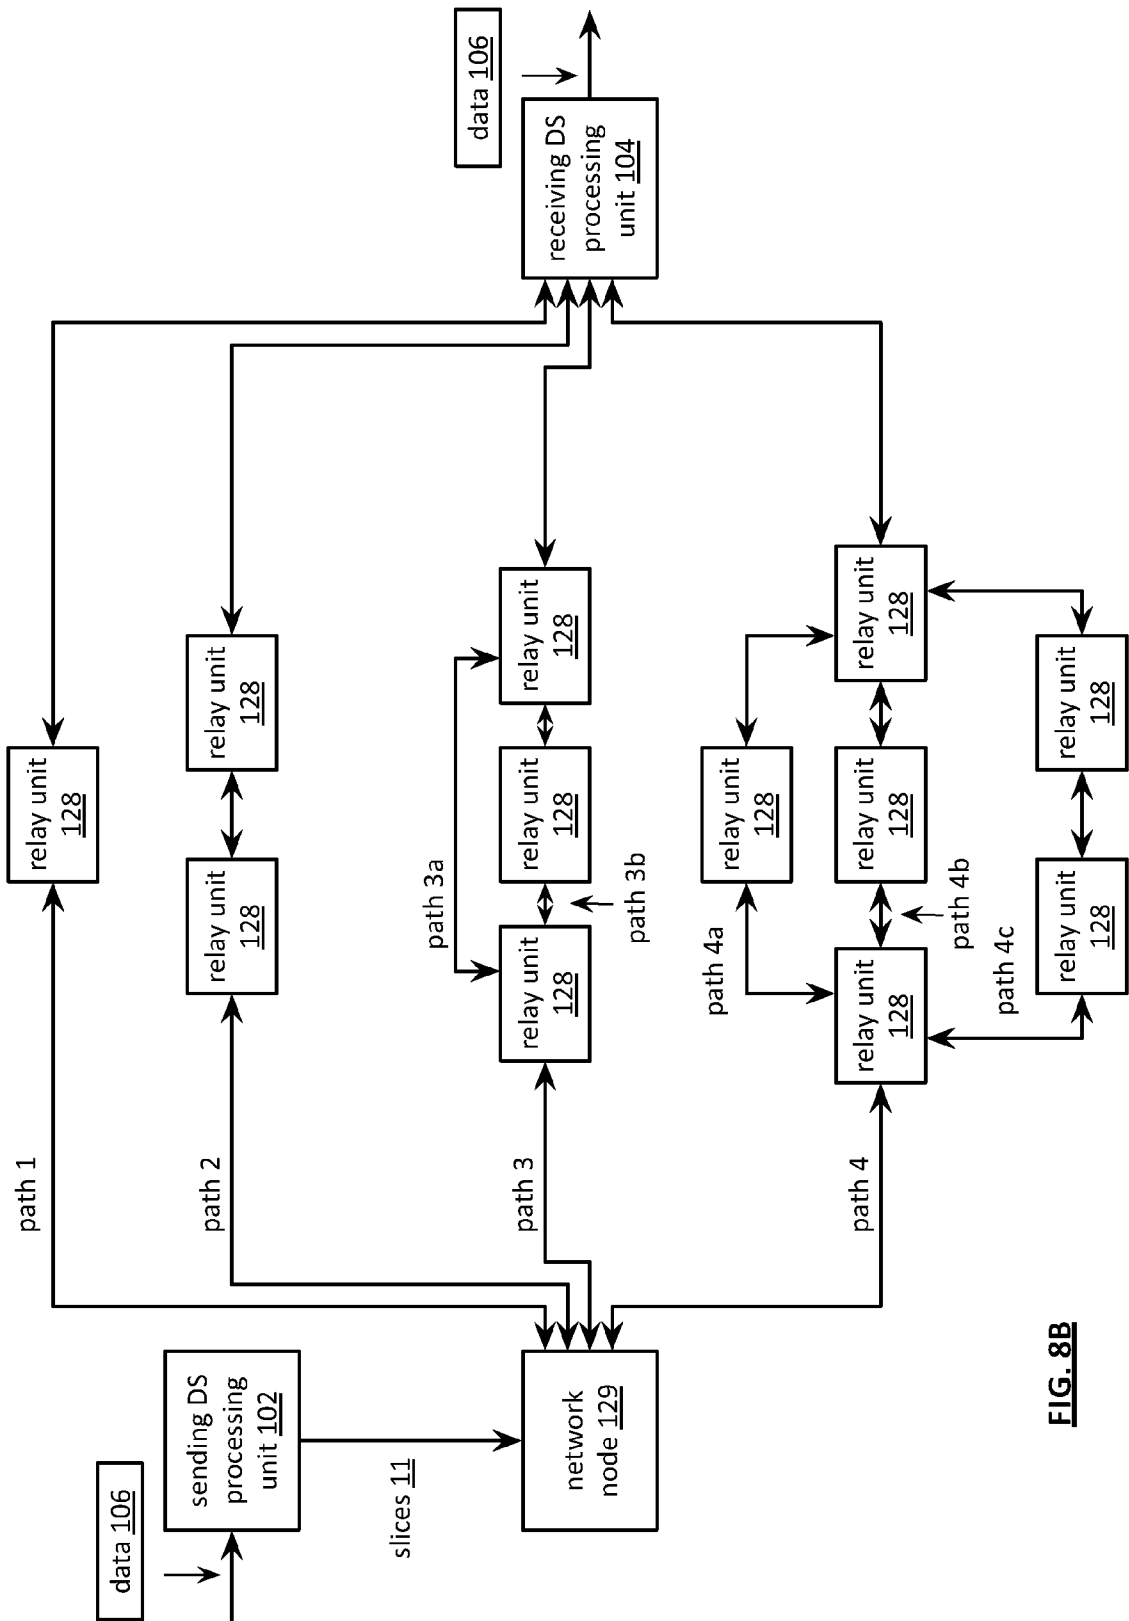 data 106
sending DS
processing
unit 102
slices 11
network
node 129
path 1
relay unit
128
path 2
relay unit
128
relay unit
128
path 3
path 3a
relay unit
128
path 3b
relay unit
128
relay unit
128
path 4
path 4a
relay unit
128
relay unit
128
path 4b
relay unit
128
relay unit
128
path 4c
relay unit
128
relay unit
128
data 106
receiving DS
processing
unit 104
FIG. 8B